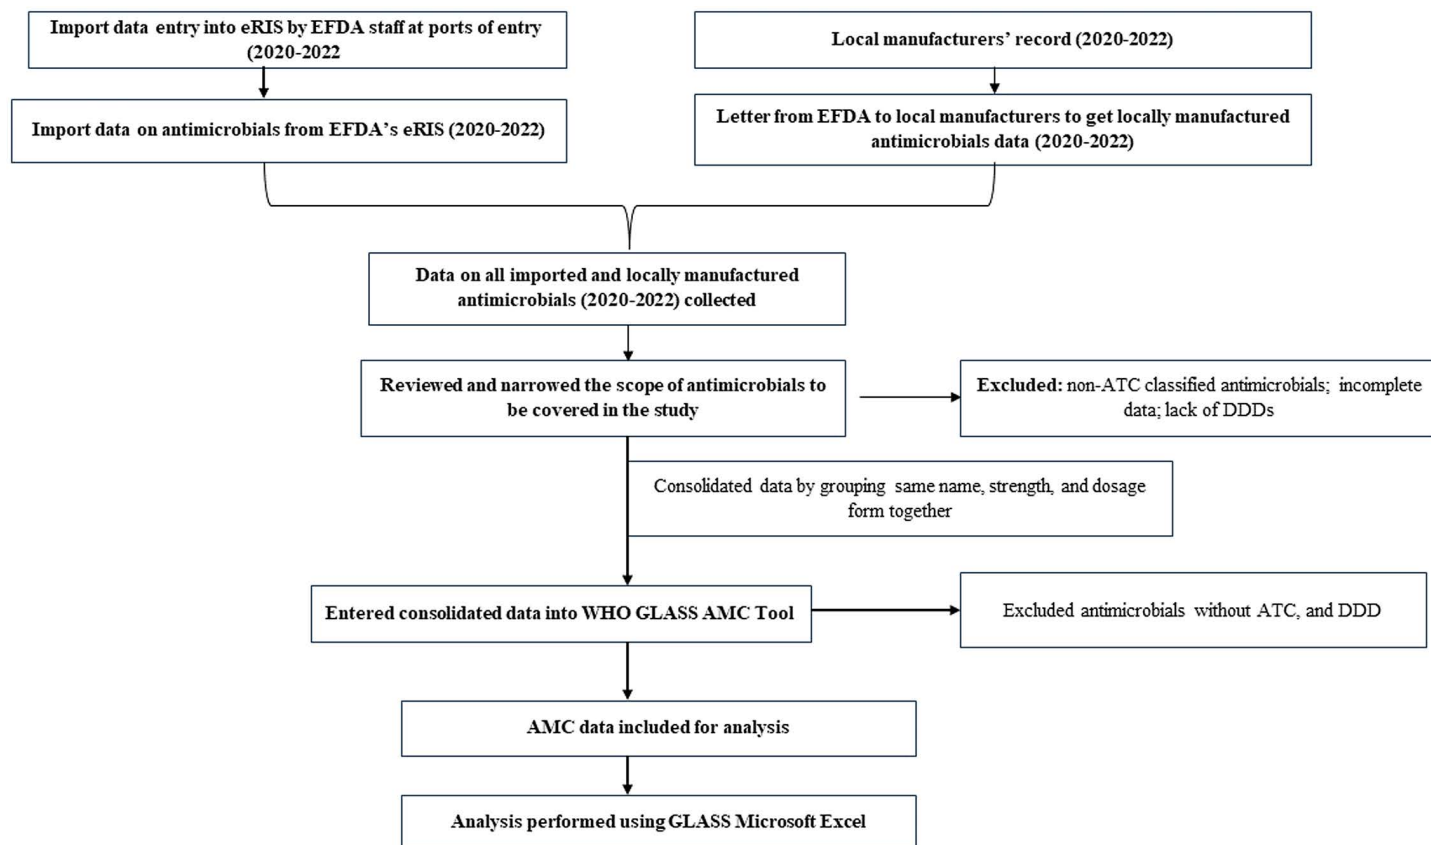 Import data entry into eRIS by EFDA staff at ports of entry
(2020-2022
Local manufacturers’ record (2020-2022)
Import data on antimicrobials from EFDA’s eRIS (2020-2022)
Letter from EFDA to local manufacturers to get locally manufactured
antimicrobials data (2020-2022)
Data on all imported and locally manufactured
antimicrobials (2020-2022) collected
Reviewed and narrowed the scope of antimicrobials to
be covered in the study
Excluded: non-ATC classified antimicrobials; incomplete
data; lack of DDDs
Consolidated data by grouping same name, strength, and dosage
form together
Entered consolidated data into WHO GLASS AMC Tool
Excluded antimicrobials without ATC, and DDD
AMC data included for analysis
Analysis performed using GLASS Microsoft Excel